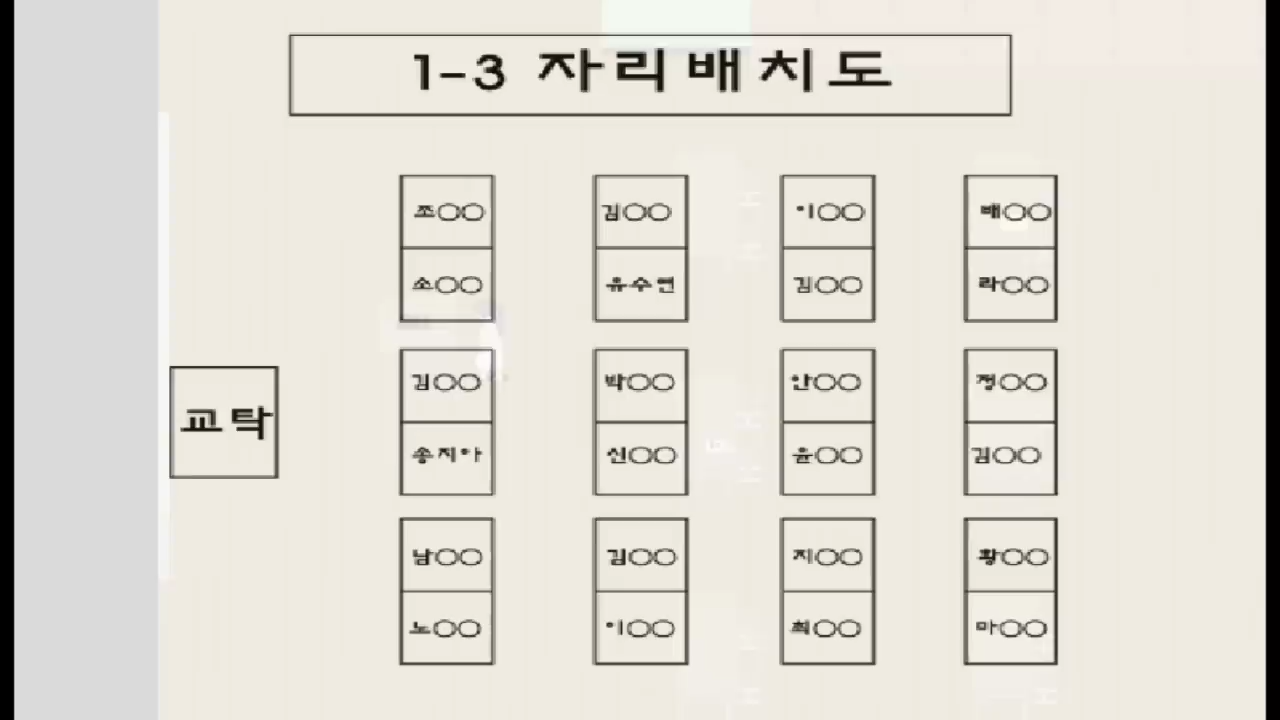 1-3 자리배치도
조○○ 김○○ 이○○ 배○○
소○○ 유수연 김○○ 라○○
김○○ 박○○ 안○○ 정○○
교탁
송지아 신○○ 윤○○ 김○○
남○○ 김○○ 지○○ 황○○
노○○ 이○○ 최○○ 마○○